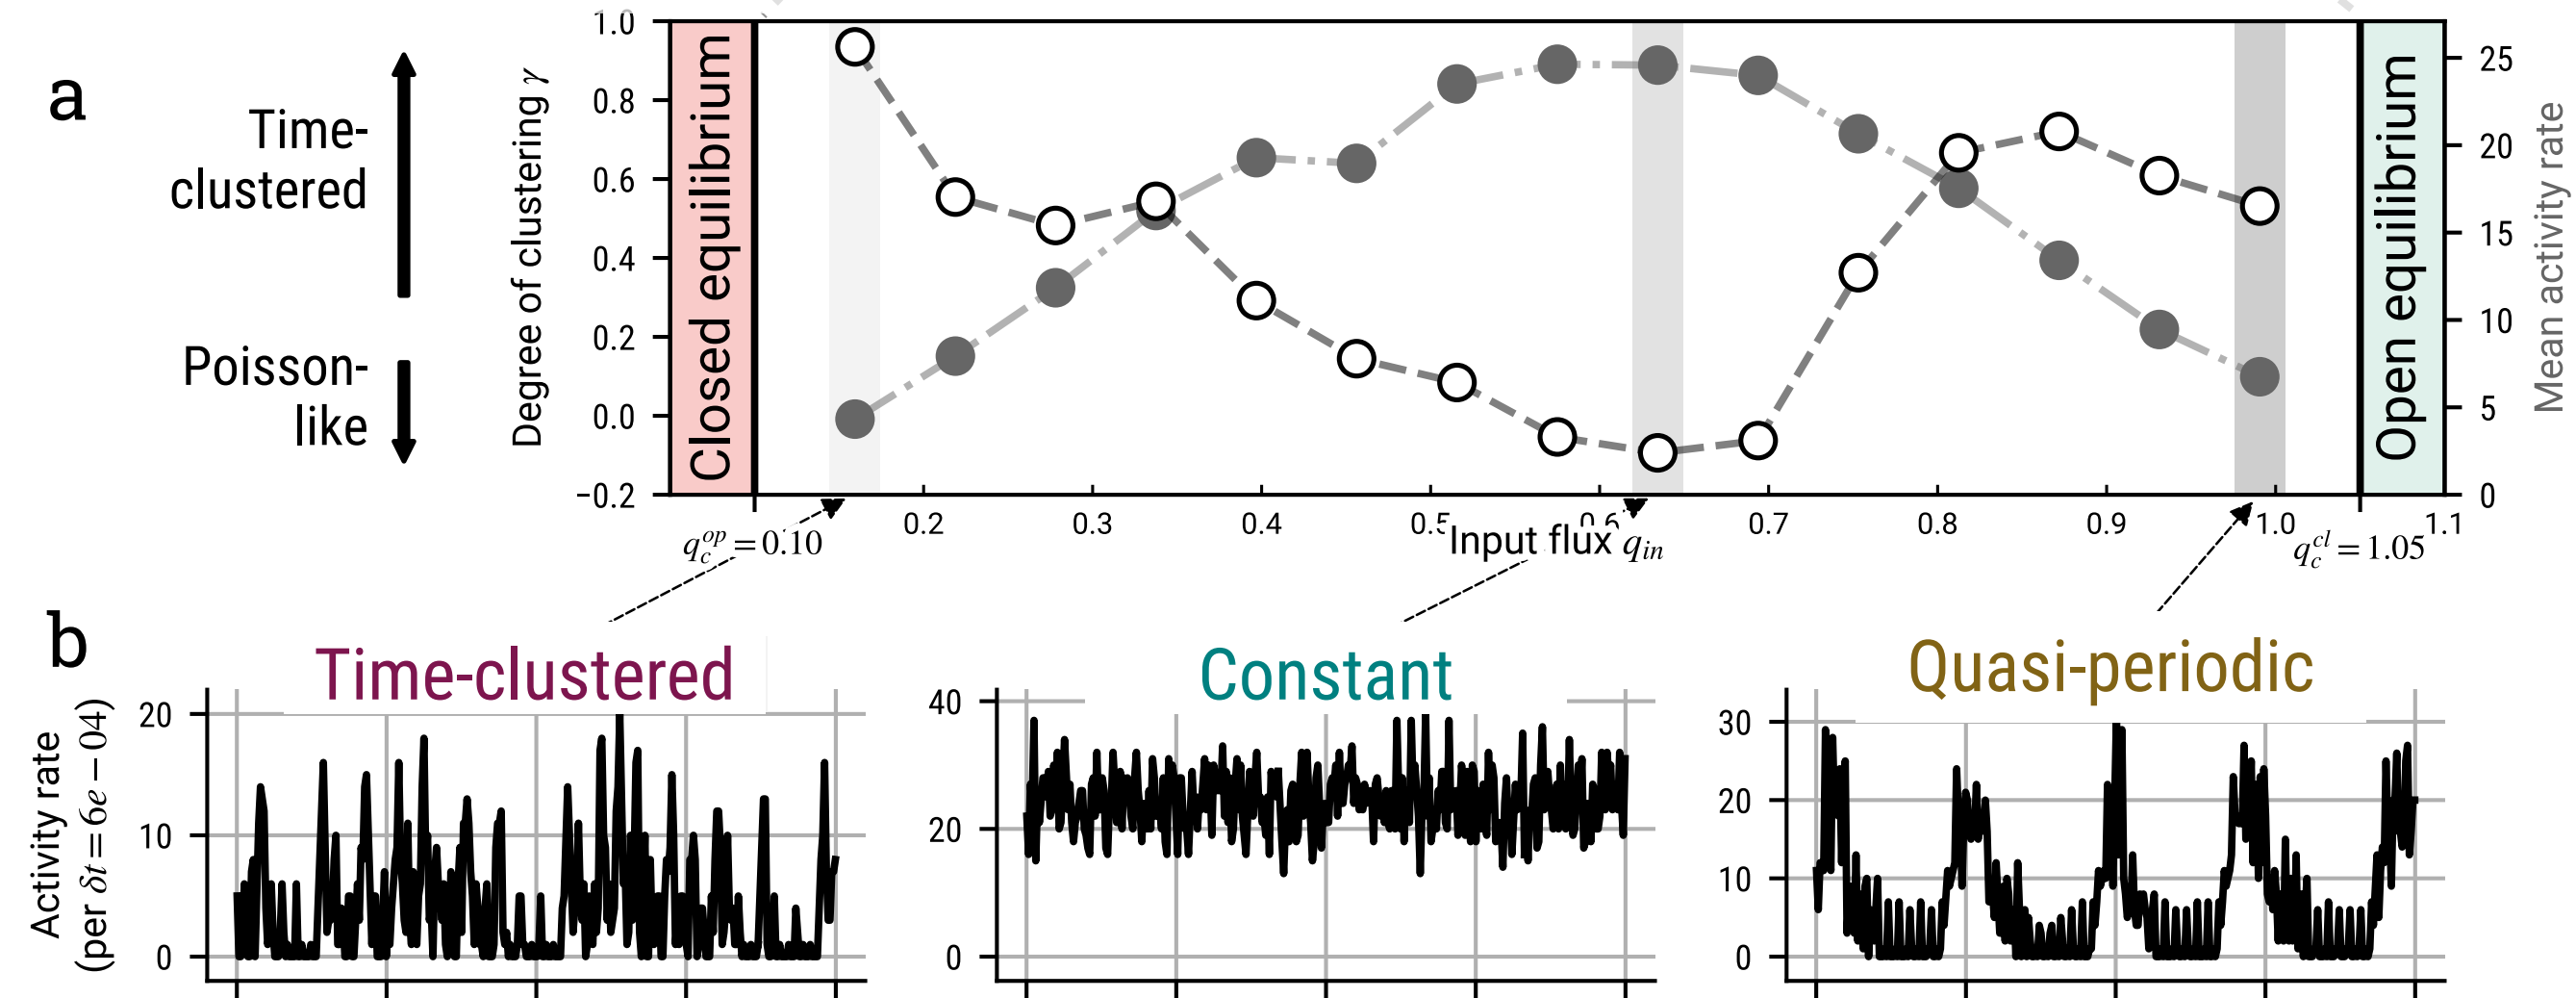 a
Time-
clustered
Poisson-
like
Degree of clustering γ
1.0
0.8
0.6
0.4
0.2
0.0
−0.2
Closed equilibrium
Open equilibrium
25
20
15
10
5
0
Mean activity rate
0.2
0.3
0.4
0.5
0.6
0.7
0.8
0.9
1.0
1.1
q_c^{op} = 0.10
Input flux q_{in}
q_c^{cl} = 1.05
b
Time-clustered
Constant
Quasi-periodic
Activity rate
(per δt = 6e − 04)
20
10
0
40
20
0
30
20
10
0